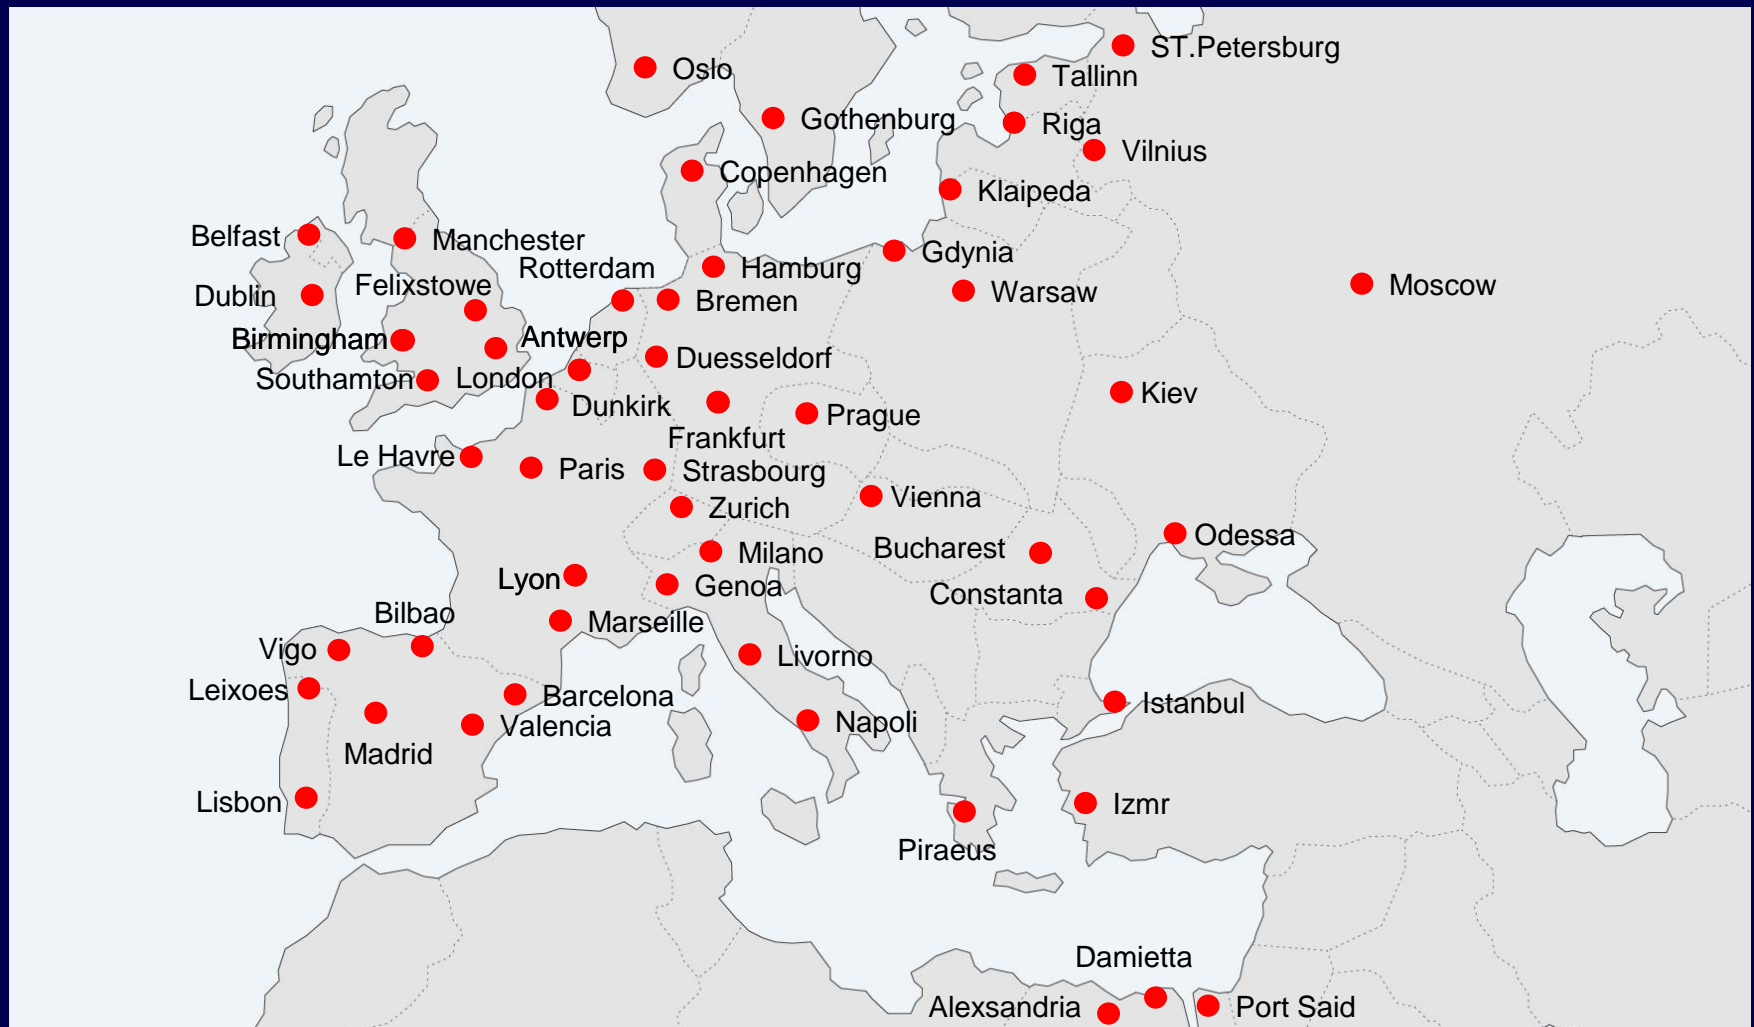 ST.Petersburg
Oslo
Tallinn
Gothenburg
Riga
Vilnius
Copenhagen
Klaipeda
Belfast
Manchester
Gdynia
Rotterdam
Hamburg
Dublin
Felixstowe
Bremen
Warsaw
Moscow
Birmingham
Antwerp
Duesseldorf
Southamton
London
Dunkirk
Kiev
Prague
Frankfurt
Le Havre
Paris
Strasbourg
Vienna
Zurich
Odessa
Milano
Bucharest
Lyon
Genoa
Constanta
Bilbao
Marseille
Vigo
Livorno
Leixoes
Barcelona
Istanbul
Valencia
Napoli
Madrid
Lisbon
Izmr
Piraeus
Damietta
Alexsandria
Port Said